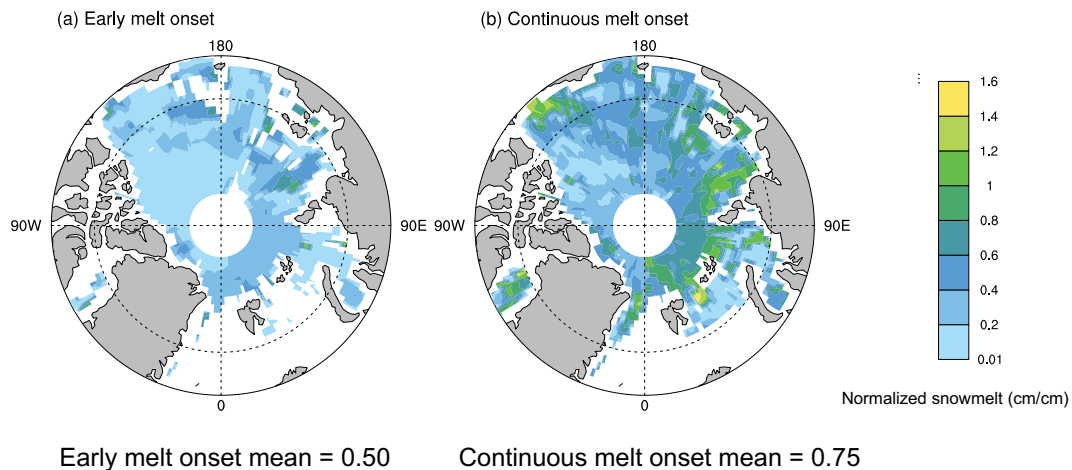 (a) Early melt onset
(b) Continuous melt onset
180
180
90W
90E
90W
90E
0
0
:
1.6
1.4
1.2
1
0.8
0.6
0.4
0.2
0.01
Normalized snowmelt (cm/cm)
Early melt onset mean = 0.50
Continuous melt onset mean = 0.75